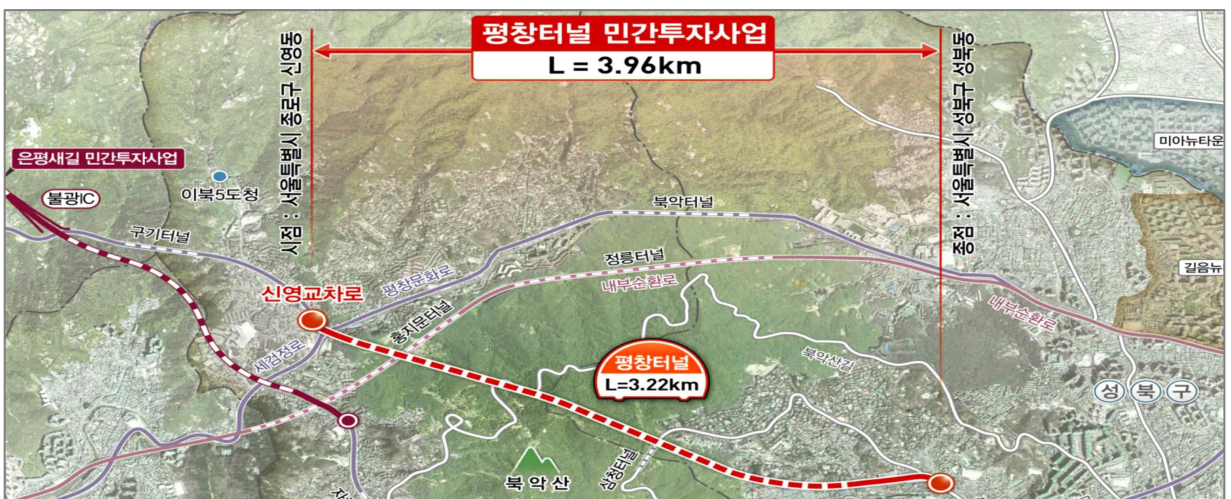 평창터널 민간투자사업
L = 3.96km
시점 : 서울특별시 종로구 신영동
종점 : 서울특별시 성북구 성북동
미아뉴타운
은평새길 민간투자사업
불광IC
이북5도청
구기터널
북악터널
정릉터널
내부순환로
평창문화로
길음뉴
신영교차로
홍지문터널
내부순환로
세검정로
평창터널
L=3.22km
북악산길
성북구
삼청터널
북악산